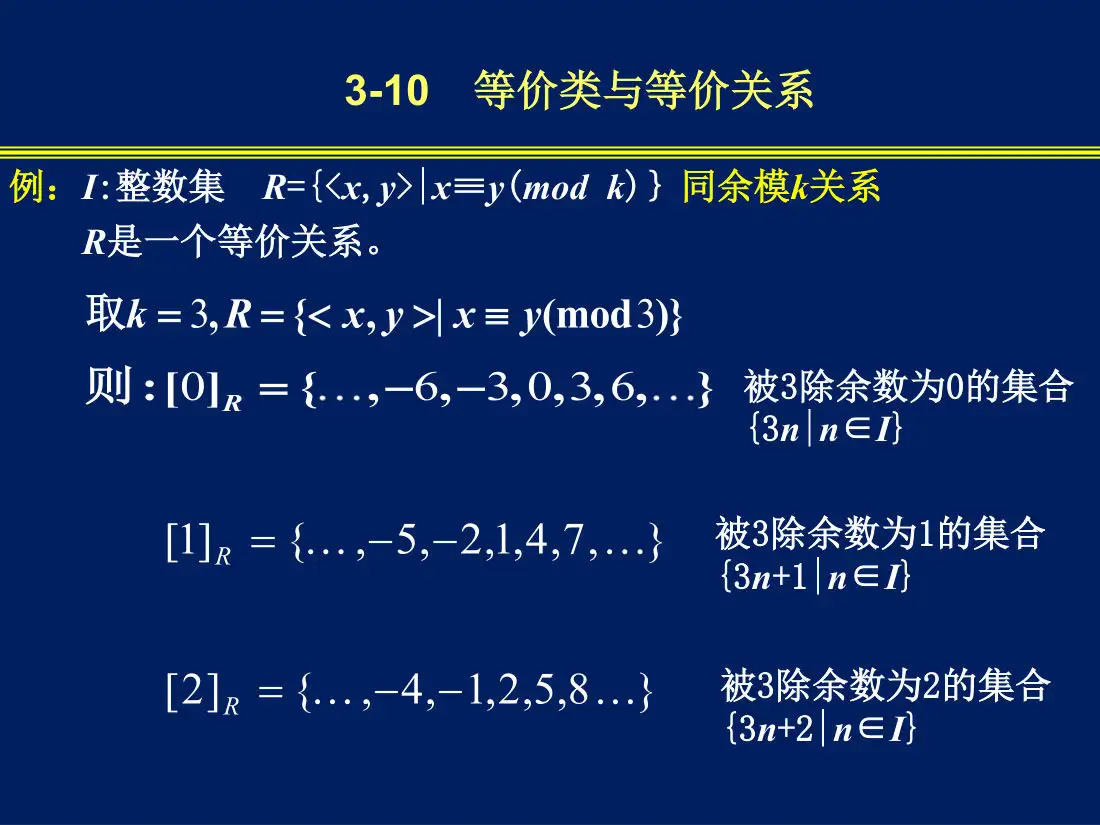 3-10 等价类与等价关系
例：I:整数集 R={<x,y>|x≡y(mod k)} 同余模k关系
R是一个等价关系。
取k = 3, R = {< x, y >| x ≡ y(mod 3)}
则:[0]R = {…,−6,−3,0,3,6,…} 被3除余数为0的集合
{3n|n∈I}
[1]R = {…,−5,−2,1,4,7,…} 被3除余数为1的集合
{3n+1|n∈I}
[2]R = {…,−4,−1,2,5,8…} 被3除余数为2的集合
{3n+2|n∈I}